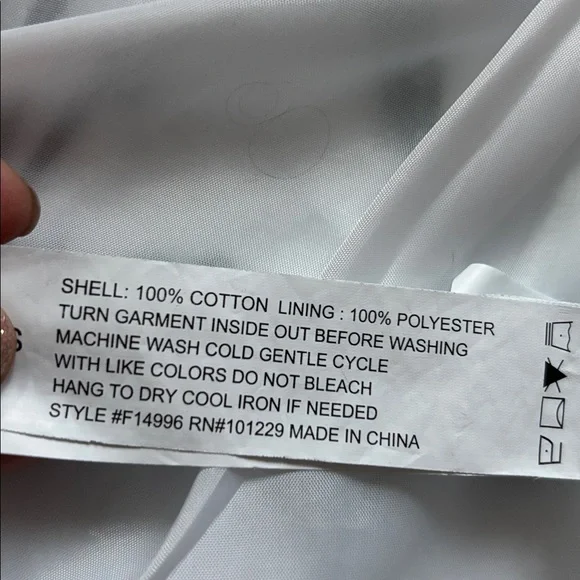 SHELL: 100% COTTON LINING : 100% POLYESTER
TURN GARMENT INSIDE OUT BEFORE WASHING
MACHINE WASH COLD GENTLE CYCLE
WITH LIKE COLORS DO NOT BLEACH
HANG TO DRY COOL IRON IF NEEDED
STYLE #F14996 RN#101229 MADE IN CHINA